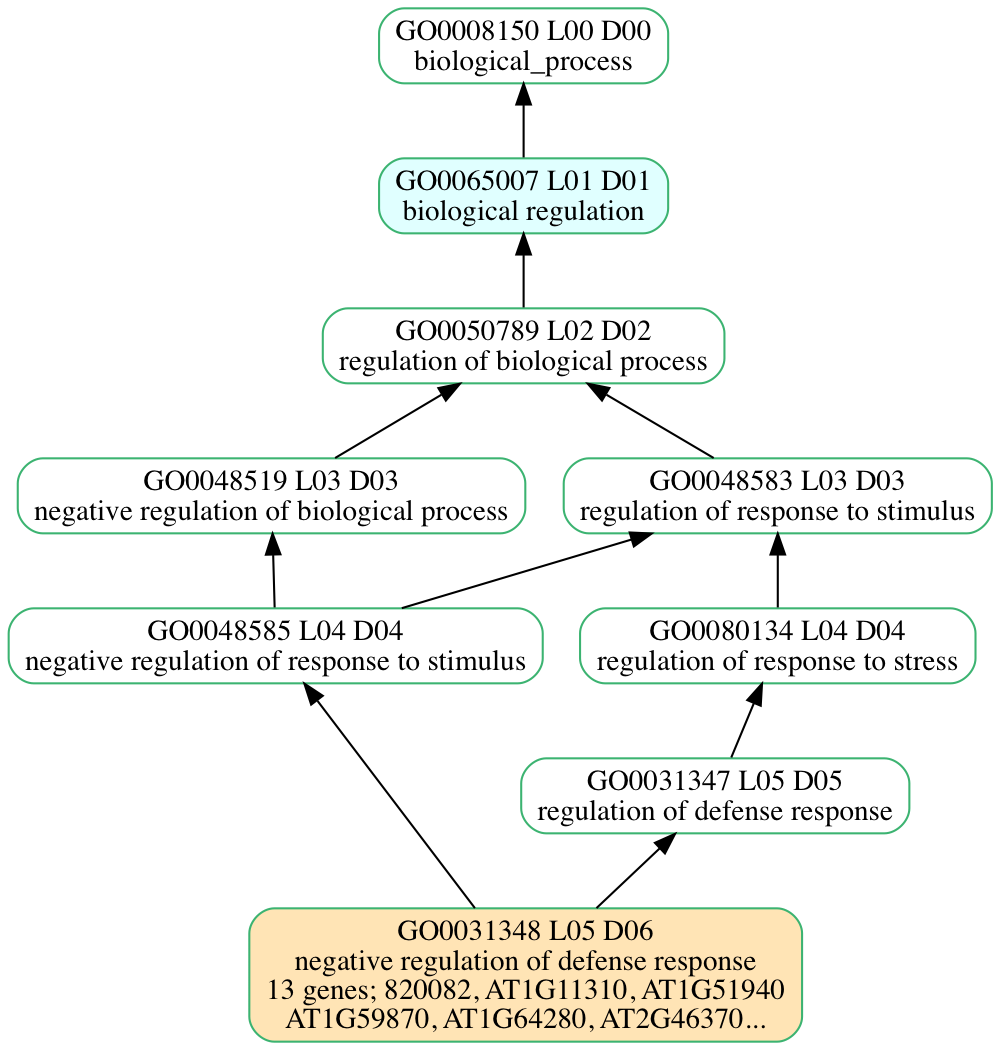 GO0008150 L00 D00
biological_process
GO0065007 L01 D01
biological regulation
GO0050789 L02 D02
regulation of biological process
GO0048519 L03 D03
negative regulation of biological process
GO0048583 L03 D03
regulation of response to stimulus
GO0048585 L04 D04
negative regulation of response to stimulus
GO0080134 L04 D04
regulation of response to stress
GO0031347 L05 D05
regulation of defense response
GO0031348 L05 D06
negative regulation of defense response
13 genes; 820082, AT1G11310, AT1G51940
AT1G59870, AT1G64280, AT2G46370...